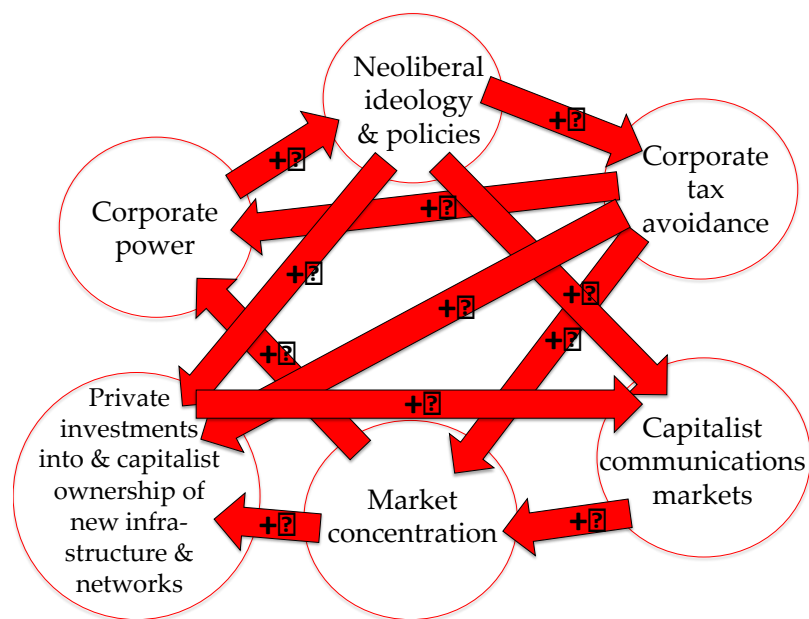 Neoliberal
ideology
& policies
+⍰
+⍰
Corporate
tax
avoidance
Corporate
power
+⍰
+⍰
+⍰
+⍰
+⍰
+⍰
Private
investments
into & capitalist
ownership of
new infra-
structure &
networks
+⍰
Capitalist
communications
markets
Market
concentration
+⍰
+⍰